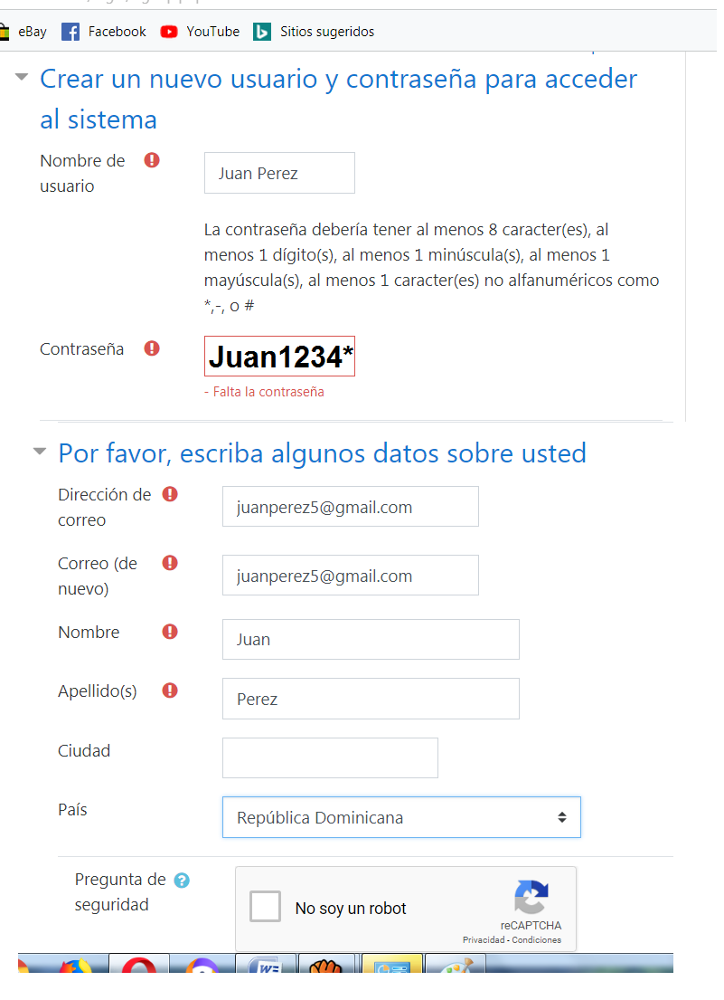 eBay Facebook YouTube Sitios sugeridos
Crear un nuevo usuario y contraseña para acceder
al sistema
Nombre de
usuario
Juan Perez
La contraseña debería tener al menos 8 caracter(es), al
menos 1 dígito(s), al menos 1 minúscula(s), al menos 1
mayúscula(s), al menos 1 caracter(es) no alfanuméricos como
*,-, o #
Contraseña
Juan1234*
- Falta la contraseña
Por favor, escriba algunos datos sobre usted
Dirección de
correo
juanperez5@gmail.com
Correo (de
nuevo)
juanperez5@gmail.com
Nombre
Juan
Apellido(s)
Perez
Ciudad
País
República Dominicana
Pregunta de
seguridad
No soy un robot
reCAPTCHA
Privacidad - Condiciones